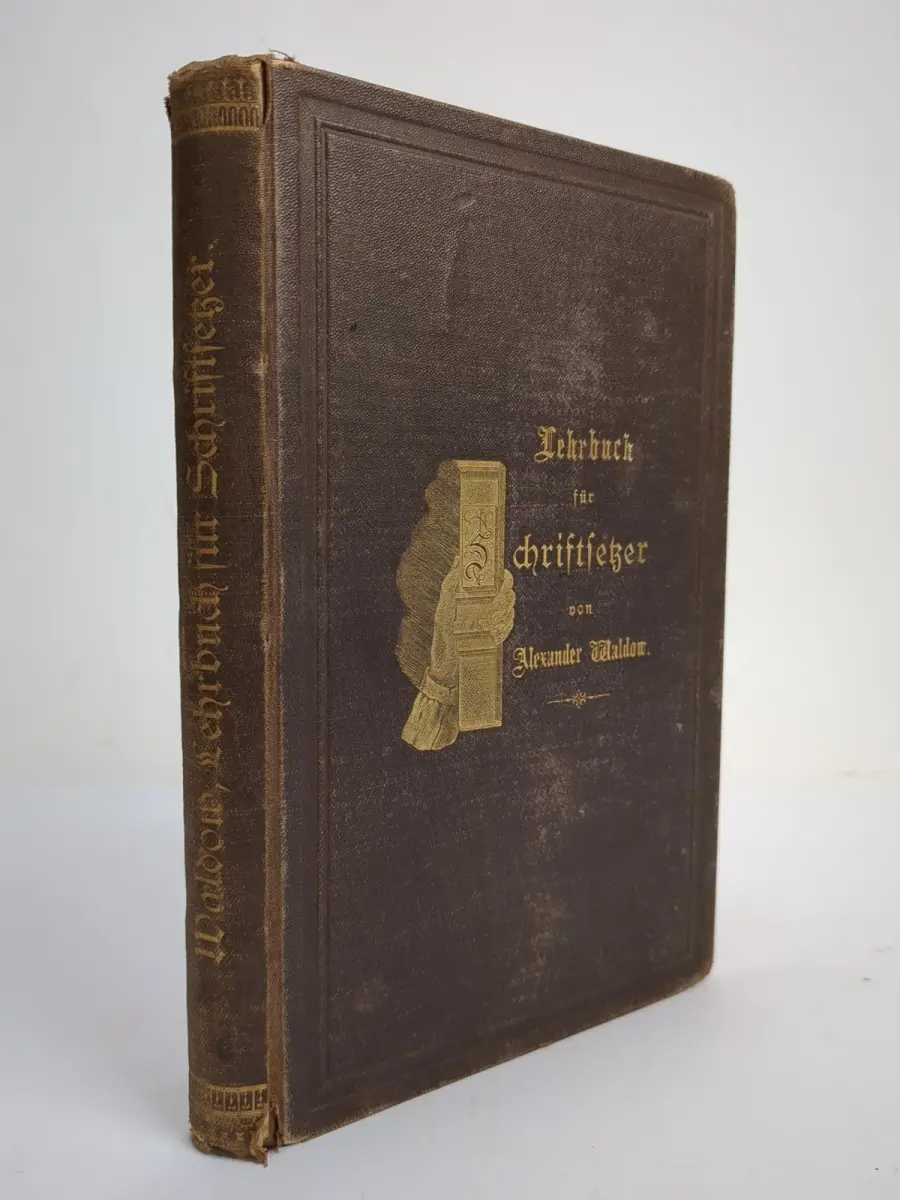 Waldow, Lehrbuch für Schriftsetzer.
Lehrbuch
für
Schriftsetzer
von
Alexander Waldow.